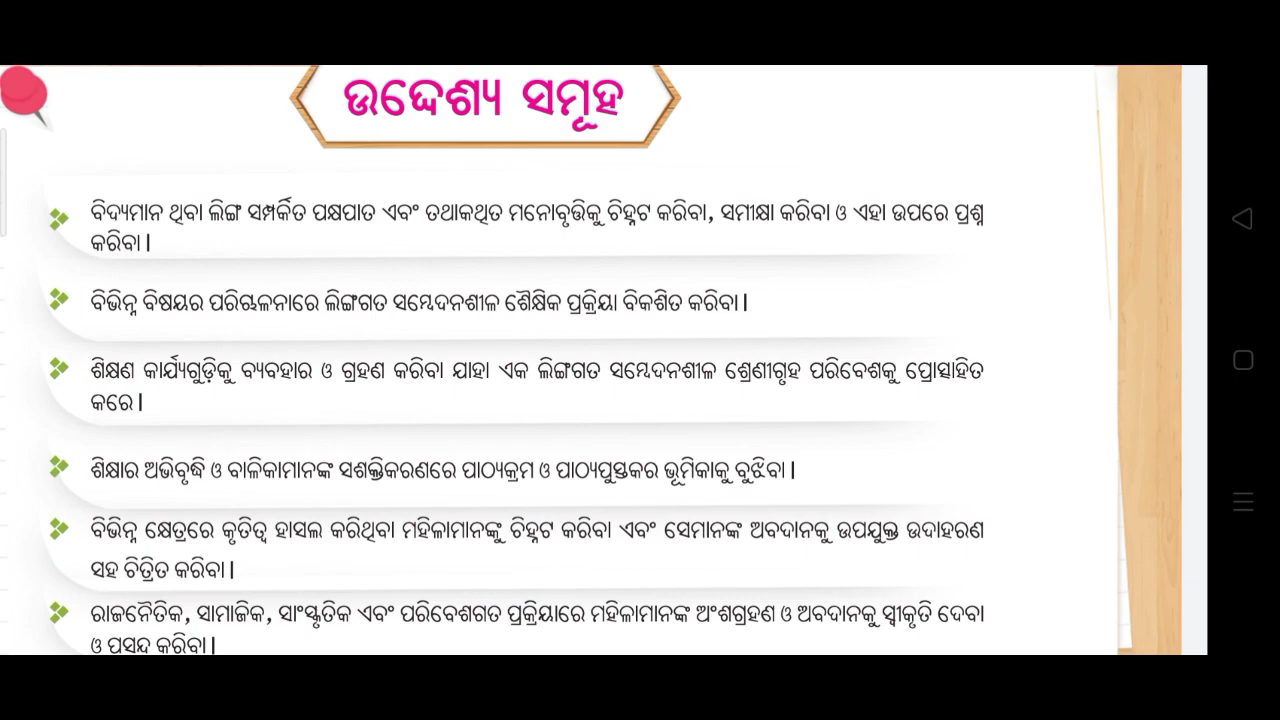 ଉଦ୍ଦେଶ୍ୟ ସମୂହ
ବିଦ୍ୟମାନ ଥିବା ଲିଙ୍ଗ ସମ୍ପର୍କିତ ପକ୍ଷପାତ ଏବଂ ତଥାକଥିତ ମନୋବୃତ୍ତିକୁ ଚିହ୍ନଟ କରିବା, ସମୀକ୍ଷା କରିବା ଓ ଏହା ଉପରେ ପ୍ରଶ୍ନ
କରିବା।
ବିଭିନ୍ନ ବିଷୟର ପରିଚ୍ଚଳନାରେ ଲିଙ୍ଗଗତ ସମ୍ଵେଦନଶୀଳ ଶୈକ୍ଷିକ ପ୍ରକ୍ରିୟା ବିକଶିତ କରିବା।
ଶିକ୍ଷଣ କାର୍ଯ୍ୟଗୁଡ଼ିକୁ ବ୍ୟବହାର ଓ ଗ୍ରହଣ କରିବା ଯାହା ଏକ ଲିଙ୍ଗଗତ ସମ୍ଵେଦନଶୀଳ ଶ୍ରେଣୀଗୃହ ପରିବେଶକୁ ପ୍ରୋତ୍ସାହିତ
କରେ।
ଶିକ୍ଷାର ଅଭିବୃଦ୍ଧି ଓ ବାଳିକାମାନଙ୍କ ସଶକ୍ତିକରଣରେ ପାଠ୍ୟକ୍ରମ ଓ ପାଠ୍ୟପୁସ୍ତକର ଭୂମିକାକୁ ବୁଝିବା।
ବିଭିନ୍ନ କ୍ଷେତ୍ରରେ କୃତିତ୍ୱ ହାସଲ କରିଥିବା ମହିଳାମାନଙ୍କୁ ଚିହ୍ନଟ କରିବା ଏବଂ ସେମାନଙ୍କ ଅବଦାନକୁ ଉପଯୁକ୍ତ ଉଦାହରଣ
ସହ ଚିତ୍ରିତ କରିବା।
ରାଜନୈତିକ, ସାମାଜିକ, ସାଂସ୍କୃତିକ ଏବଂ ପରିବେଶଗତ ପ୍ରକ୍ରିୟାରେ ମହିଳାମାନଙ୍କ ଅଂଶଗ୍ରହଣ ଓ ଅବଦାନକୁ ସ୍ୱୀକୃତି ଦେବା
ଓ ପସନ୍ଦ କରିବା।